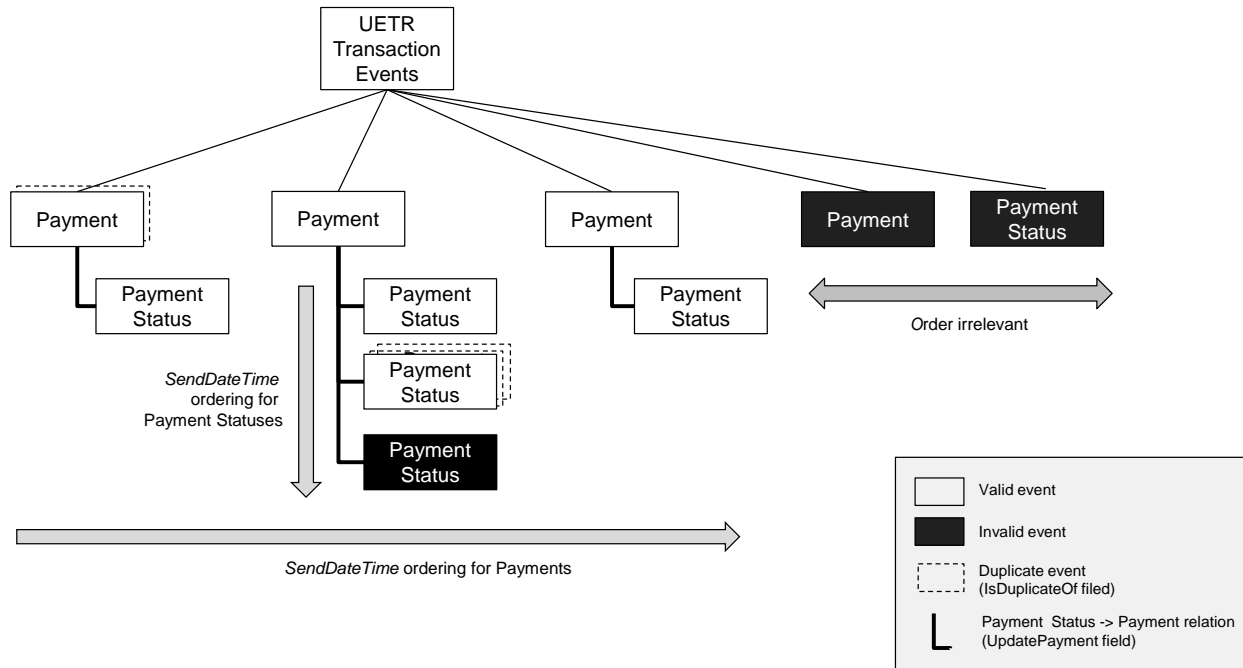 UETR
Transaction
Events
Payment
Payment
Payment
Payment
Payment
Status
Payment
Status
Payment
Status
Payment
Status
Order irrelevant
SendDateTime
ordering for
Payment Statuses
Payment
Status
Payment
Status
SendDateTime ordering for Payments
Valid event
Invalid event
Duplicate event
(IsDuplicateOf filed)
Payment Status -> Payment relation
(UpdatePayment field)